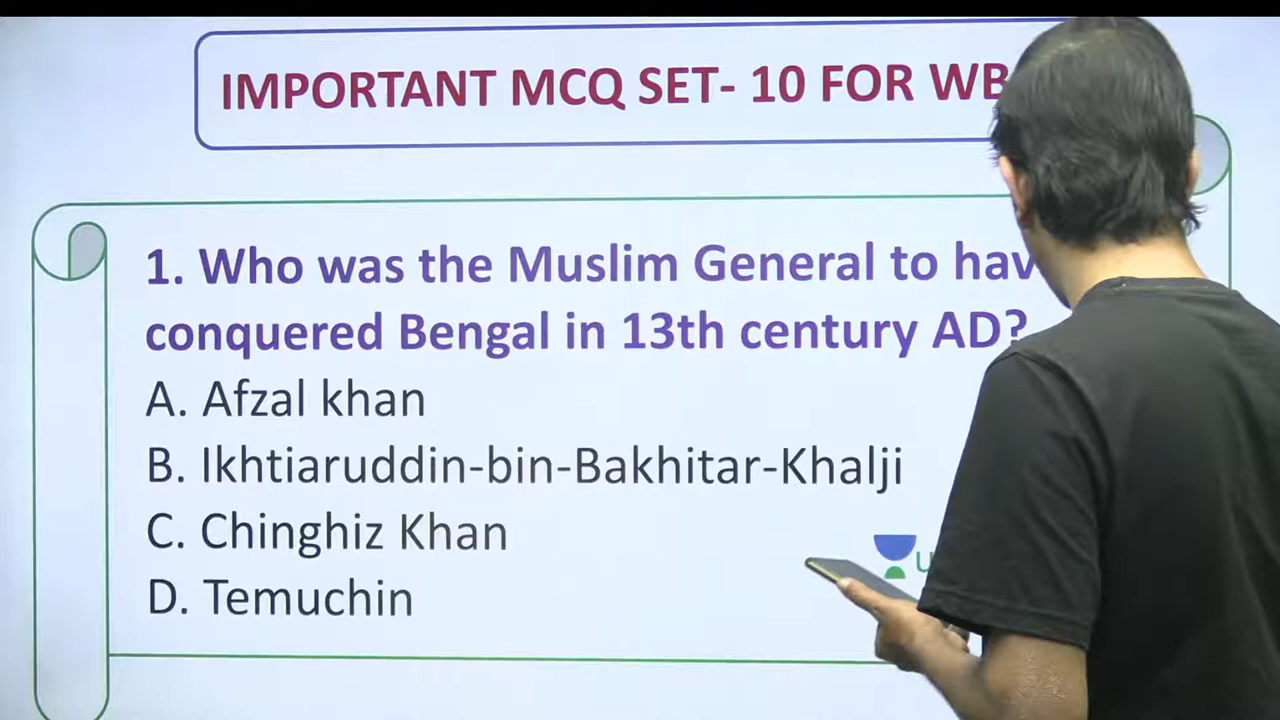 IMPORTANT MCQ SET- 10 FOR WB
1. Who was the Muslim General to hav
conquered Bengal in 13th century AD?
A. Afzal khan
B. Ikhtiaruddin-bin-Bakhitar-Khalji
C. Chinghiz Khan
D. Temuchin